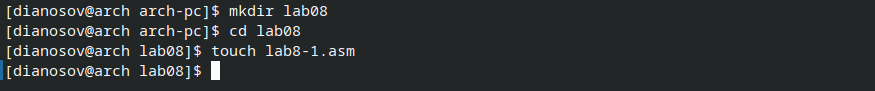 [dianosov@arch arch-pc]$ mkdir lab08
[dianosov@arch arch-pc]$ cd lab08
[dianosov@arch lab08]$ touch lab8-1.asm
[dianosov@arch lab08]$